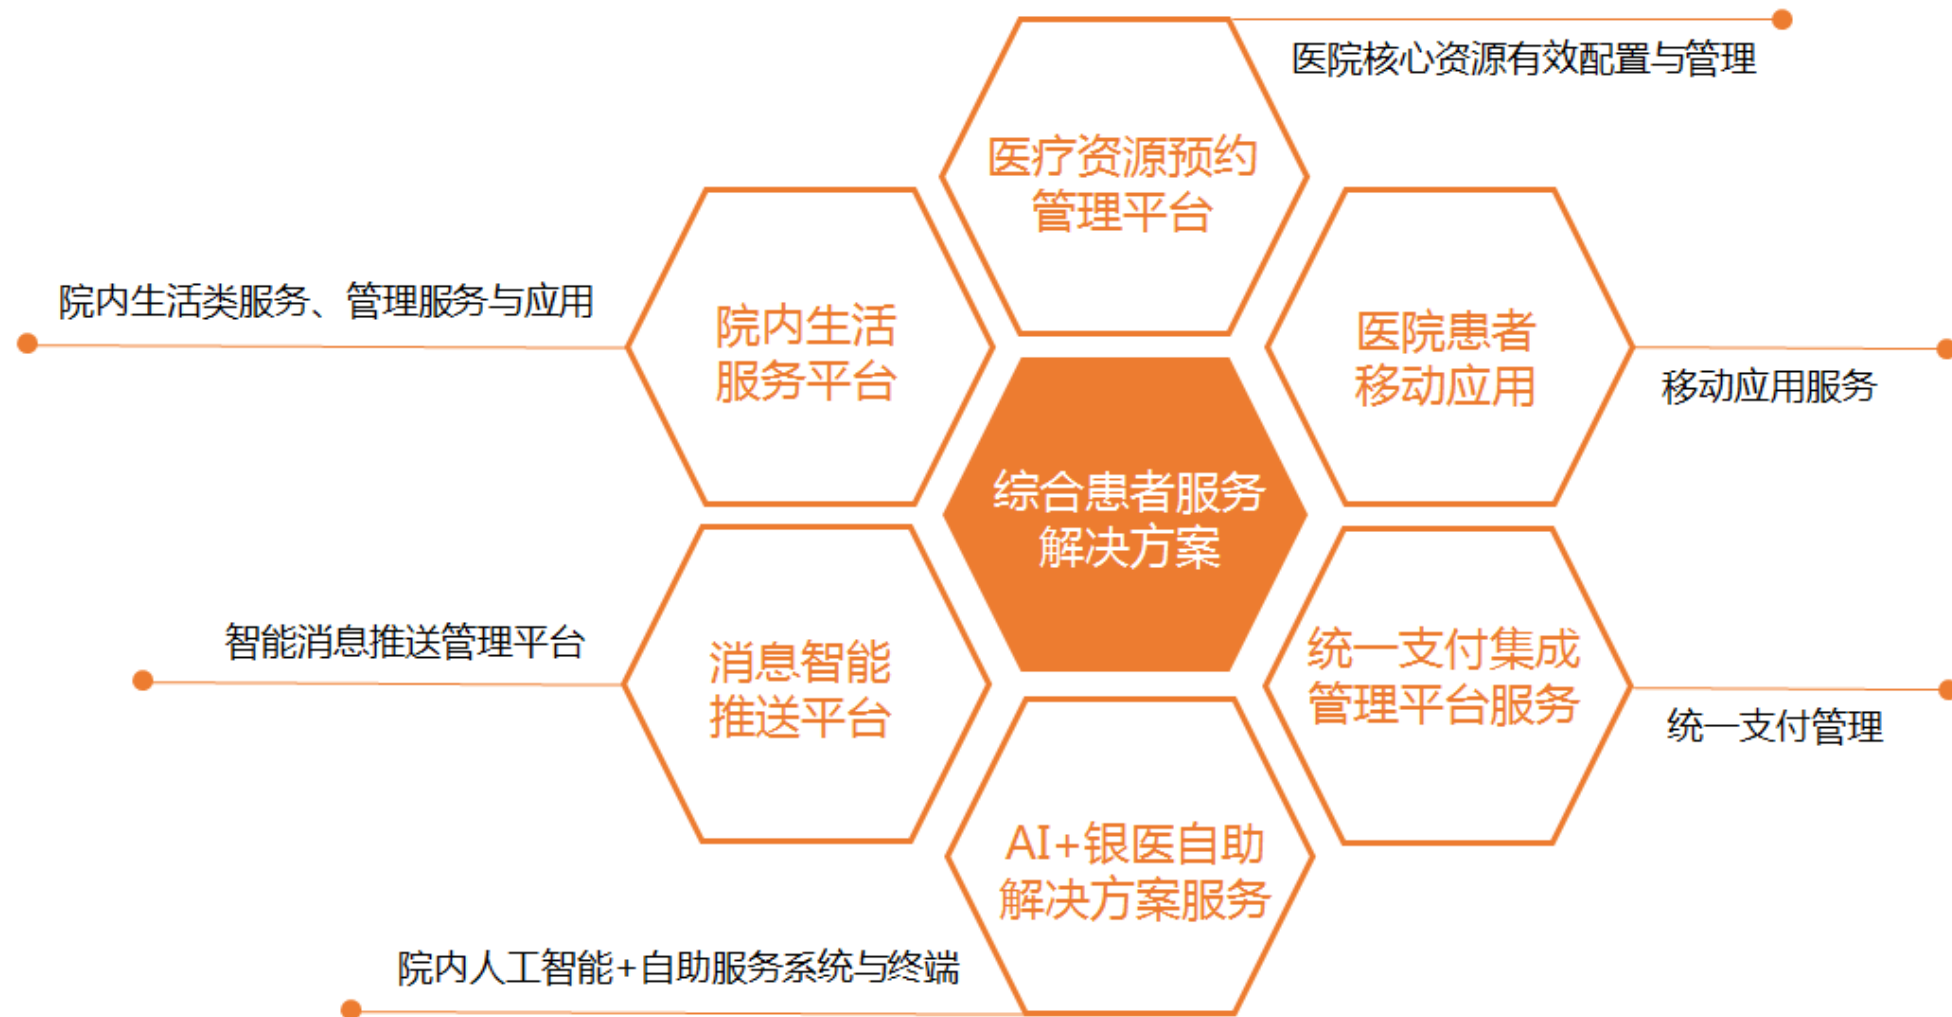 医院核心资源有效配置与管理
医疗资源预约
管理平台
院内生活类服务、管理服务与应用
院内生活
服务平台
医院患者
移动应用
移动应用服务
综合患者服务
解决方案
智能消息推送管理平台
消息智能
推送平台
统一支付集成
管理平台服务
统一支付管理
AI+银医自助
解决方案服务
院内人工智能+自助服务系统与终端